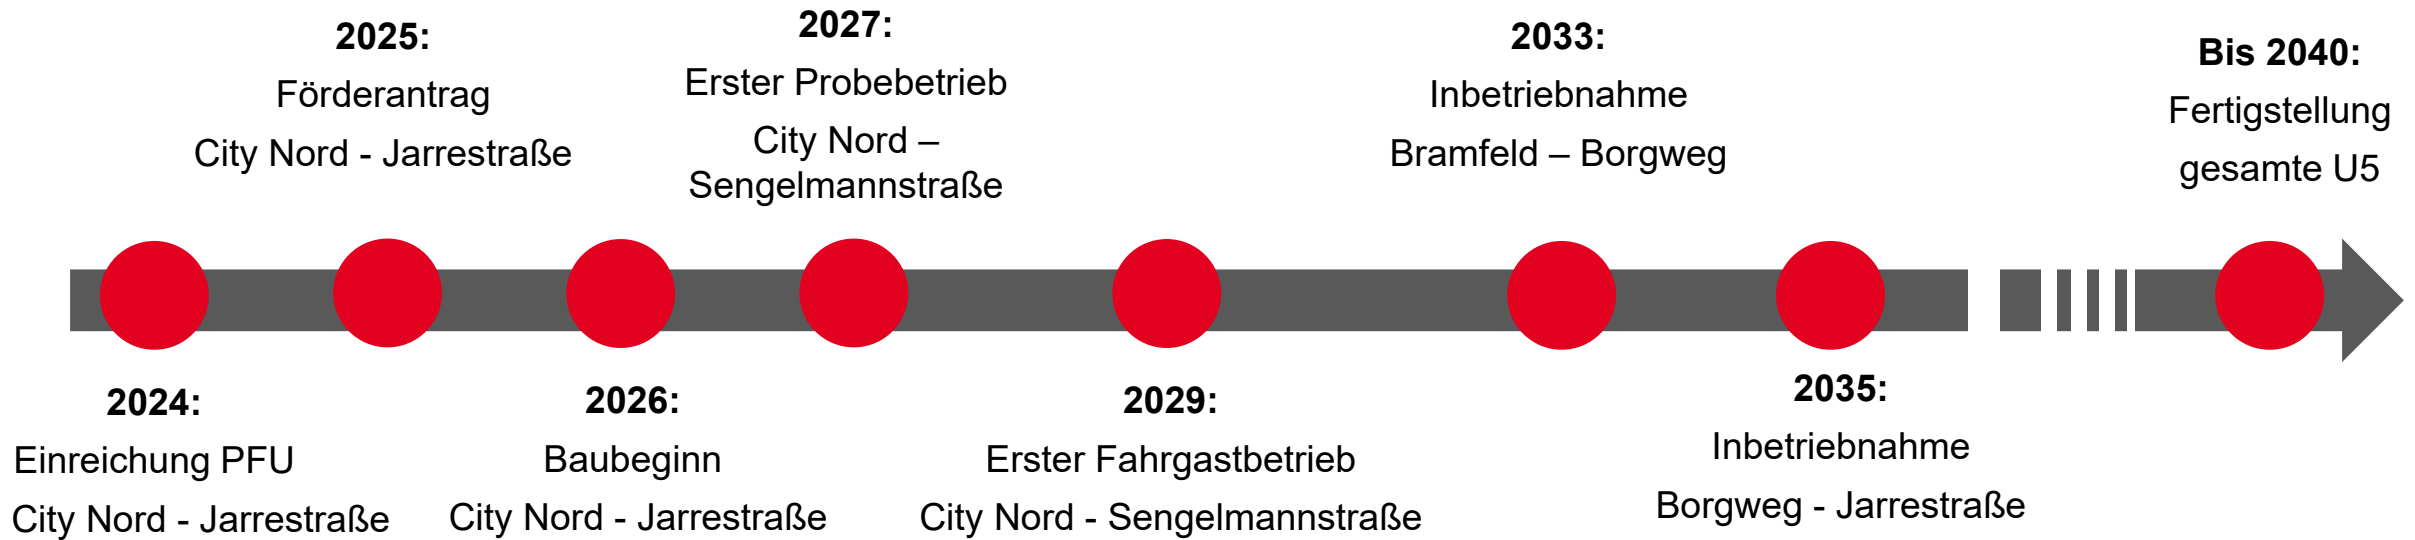 2025:
Förderantrag
City Nord - Jarrestraße
2027:
Erster Probebetrieb
City Nord –
Sengelmannstraße
2033:
Inbetriebnahme
Bramfeld – Borgweg
Bis 2040:
Fertigstellung
gesamte U5
2024:
Einreichung PFU
City Nord - Jarrestraße
2026:
Baubeginn
City Nord - Jarrestraße
2029:
Erster Fahrgastbetrieb
City Nord - Sengelmannstraße
2035:
Inbetriebnahme
Borgweg - Jarrestraße